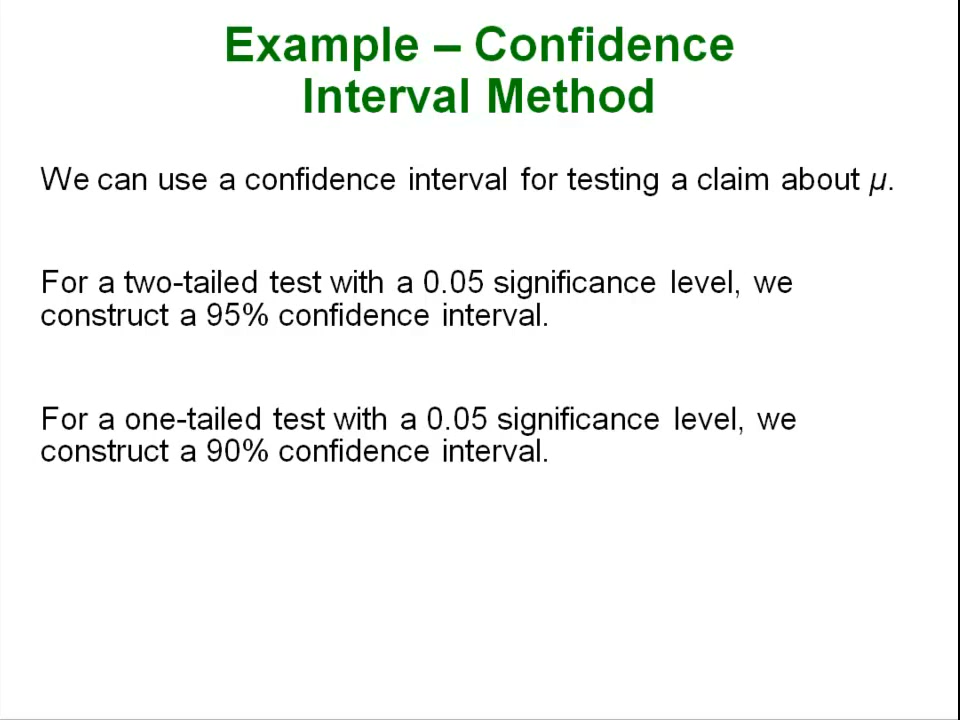 Example – Confidence
Interval Method
We can use a confidence interval for testing a claim about µ.
For a two-tailed test with a 0.05 significance level, we
construct a 95% confidence interval.
For a one-tailed test with a 0.05 significance level, we
construct a 90% confidence interval.